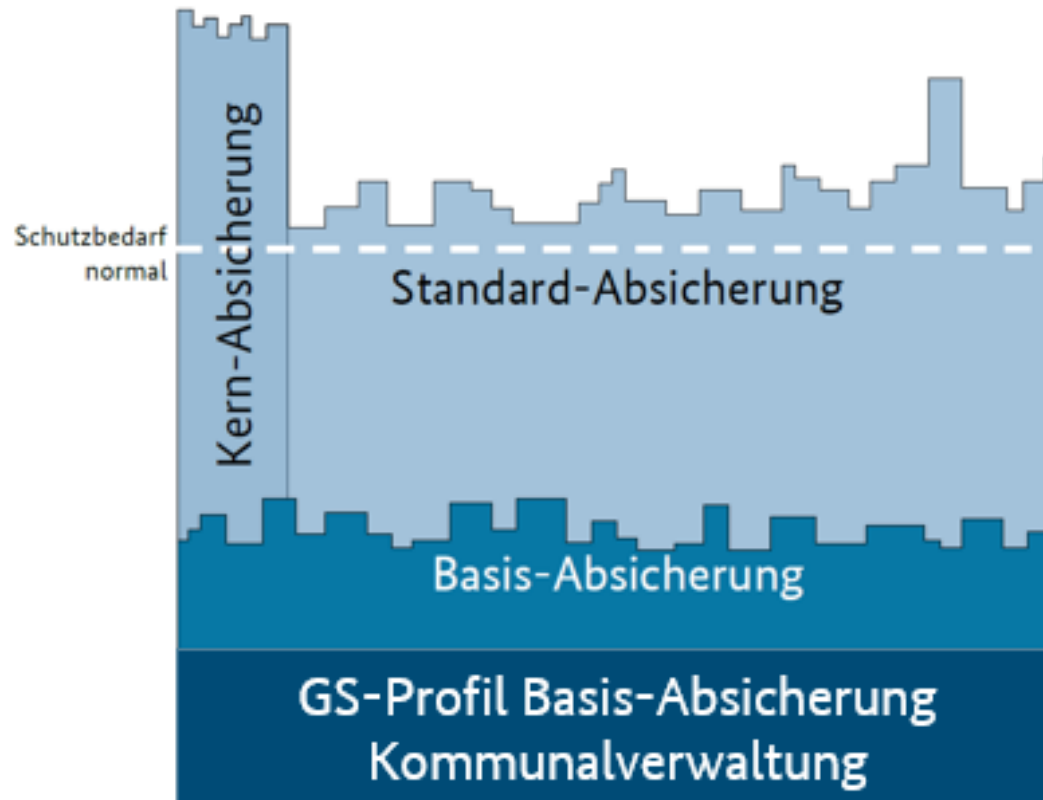 Kern-Absicherung
Schutzbedarf
normal
Standard-Absicherung
Basis-Absicherung
GS-Profil Basis-Absicherung
Kommunalverwaltung